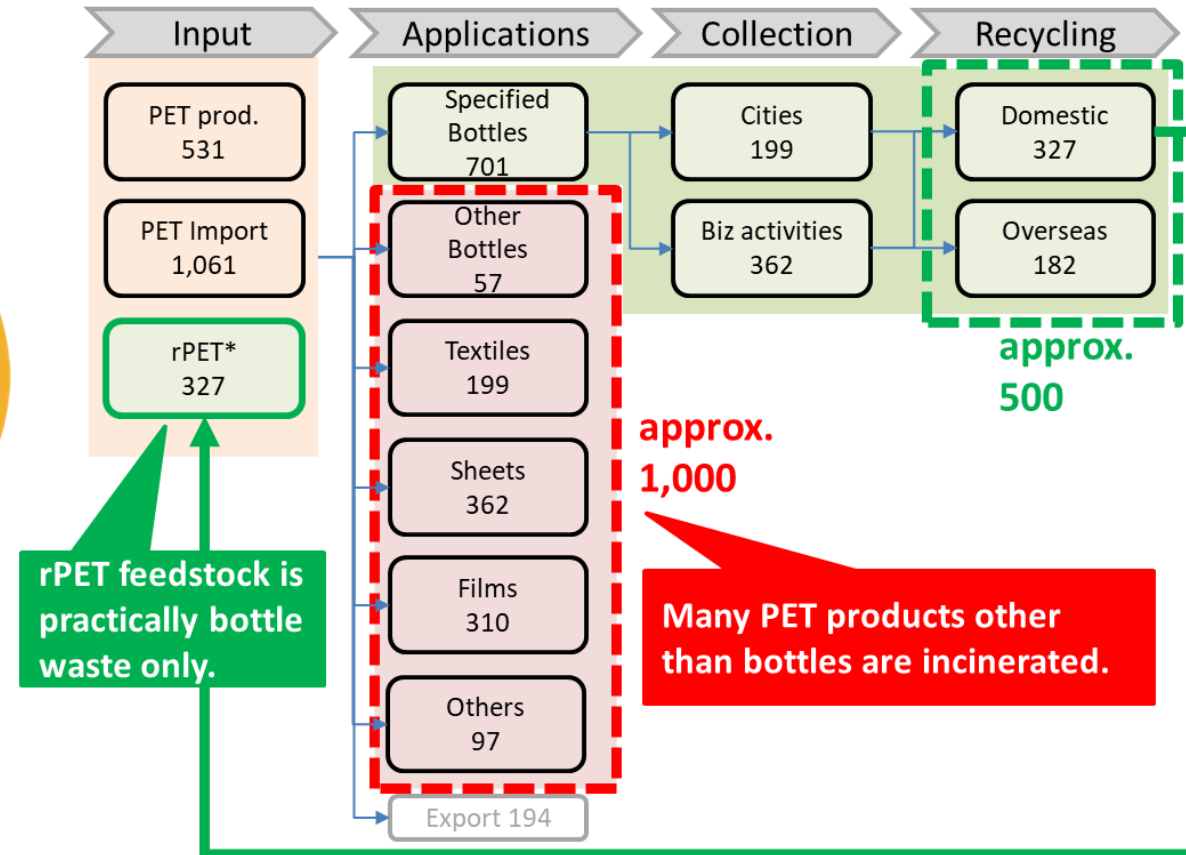 Input
Applications
Collection
Recycling
PET prod.
531
PET Import
1,061
rPET*
327
rPET feedstock is
practically bottle
waste only.
Specified
Bottles
701
Other
Bottles
57
Textiles
199
Sheets
362
Films
310
Others
97
Export 194
approx.
1,000
Many PET products other
than bottles are incinerated.
Cities
199
Biz activities
362
Domestic
327
Overseas
182
approx.
500